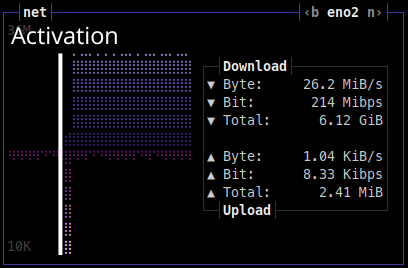 net ‹b eno2 n›
36M
Activation
Download
▼ Byte: 26.2 MiB/s
▼ Bit: 214 Mibps
▼ Total: 6.12 GiB
▲ Byte: 1.04 KiB/s
▲ Bit: 8.33 Kibps
▲ Total: 2.41 MiB
Upload
10K